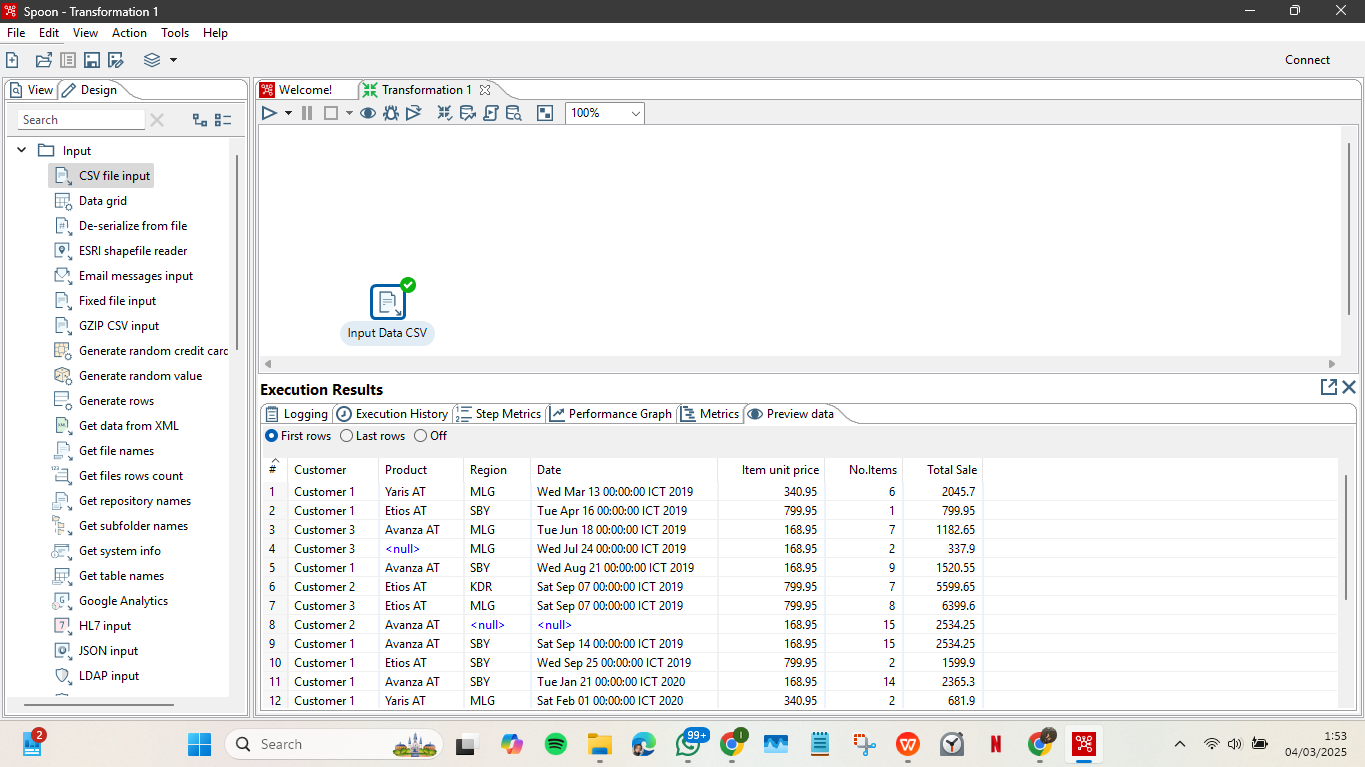 Spoon - Transformation 1
File Edit View Action Tools Help
Connect
View Design
Welcome! Transformation 1
Search
100%
Input
CSV file input
Data grid
De-serialize from file
ESRI shapefile reader
Email messages input
Fixed file input
GZIP CSV input
Generate random credit card
Generate random value
Generate rows
Get data from XML
Get file names
Get files rows count
Get repository names
Get subfolder names
Get system info
Get table names
Google Analytics
HL7 input
JSON input
LDAP input
Input Data CSV
Execution Results
Logging Execution History Step Metrics Performance Graph Metrics Preview data
First rows Last rows Off
# Customer Product Region Date Item unit price No.Items Total Sale
1 Customer 1 Yaris AT MLG Wed Mar 13 00:00:00 ICT 2019 340.95 6 2045.7
2 Customer 1 Etios AT SBY Tue Apr 16 00:00:00 ICT 2019 799.95 1 799.95
3 Customer 3 Avanza AT MLG Tue Jun 18 00:00:00 ICT 2019 168.95 7 1182.65
4 Customer 3 <null> MLG Wed Jul 24 00:00:00 ICT 2019 168.95 2 337.9
5 Customer 1 Avanza AT SBY Wed Aug 21 00:00:00 ICT 2019 168.95 9 1520.55
6 Customer 2 Etios AT KDR Sat Sep 07 00:00:00 ICT 2019 799.95 7 5599.65
7 Customer 3 Etios AT MLG Sat Sep 07 00:00:00 ICT 2019 799.95 8 6399.6
8 Customer 2 Avanza AT <null> <null> 168.95 15 2534.25
9 Customer 1 Avanza AT SBY Sat Sep 14 00:00:00 ICT 2019 168.95 15 2534.25
10 Customer 1 Etios AT SBY Wed Sep 25 00:00:00 ICT 2019 799.95 2 1599.9
11 Customer 1 Avanza AT SBY Tue Jan 21 00:00:00 ICT 2020 168.95 14 2365.3
12 Customer 1 Yaris AT MLG Sat Feb 01 00:00:00 ICT 2020 340.95 2 681.9
2
Search
99+
1
1:53
04/03/2025